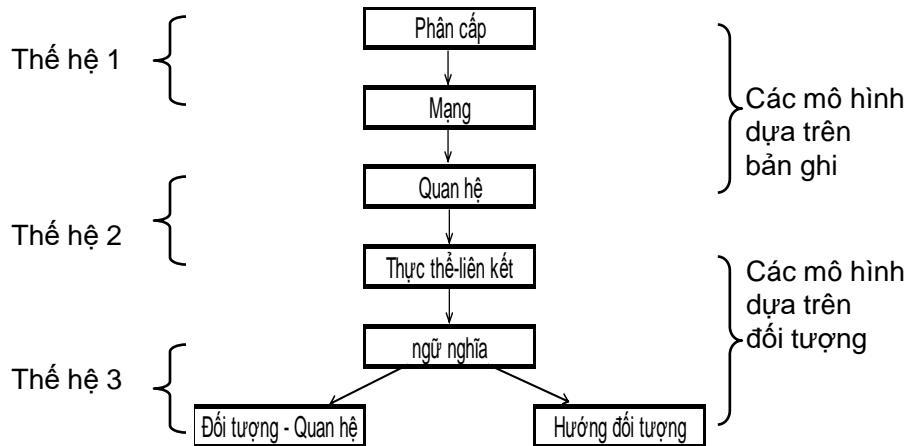 Phân cấp
Thế hệ 1
Mạng
Các mô hình
dựa trên
bản ghi
Quan hệ
Thế hệ 2
Thực thể-liên kết
Các mô hình
dựa trên
đối tượng
ngữ nghĩa
Thế hệ 3
Đối tượng - Quan hệ
Hướng đối tượng